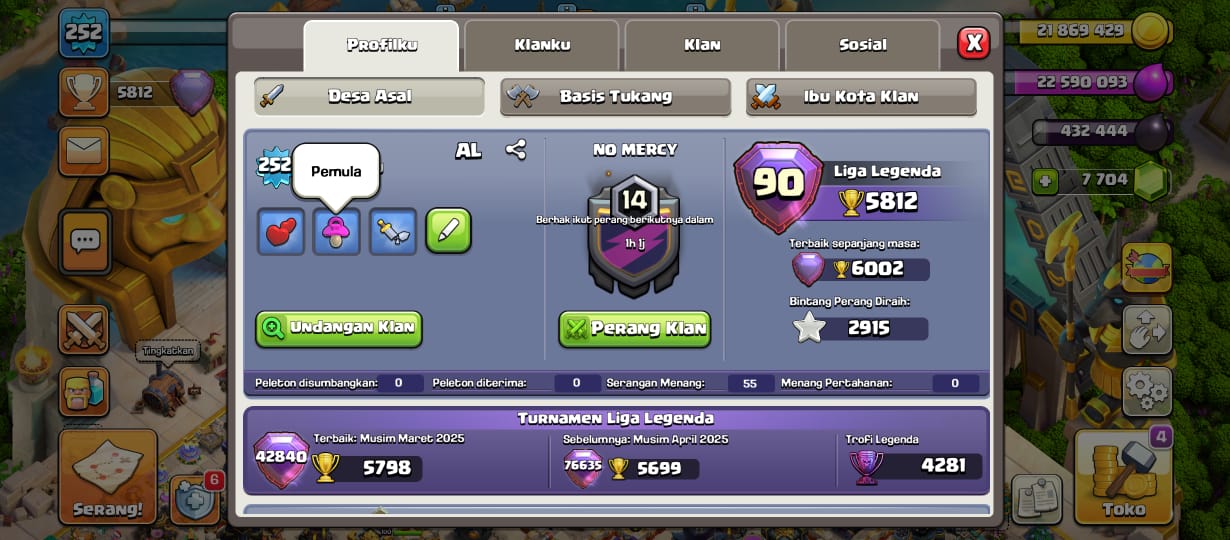 252
Profilku
Klanku
Klan
Sosial
X
21 869 429
5812
Desa Asal
Basis Tukang
Ibu Kota Klan
22 590 093
432 444
7 704
252
Pemula
AL
NO MERCY
14
Berhak ikut perang berikutnya dalam
1h 1j
90
Liga Legenda
5812
Terbaik sepanjang masa:
6002
Bintang Perang Diraih:
2915
Undangan Klan
Perang Klan
Tingkatkan
Peleton disumbangkan: 0
Peleton diterima: 0
Serangan Menang: 55
Menang Pertahanan: 0
Turnamen Liga Legenda
Terbaik: Musim Maret 2025
42840
5798
Sebelumnya: Musim April 2025
76635
5699
Trofi Legenda
4281
Serang!
6
4
Toko
100